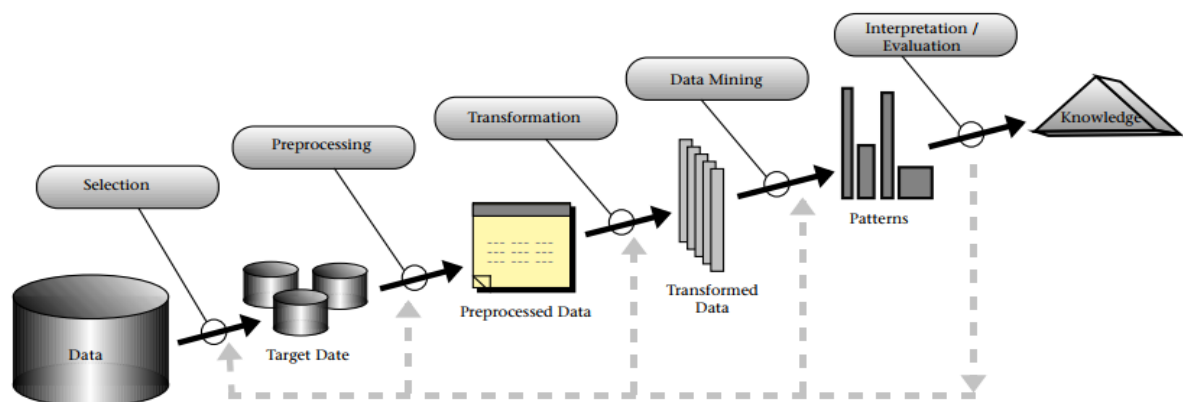 Interpretation /
Evaluation
Data Mining
Transformation
Preprocessing
Selection
Knowledge
Patterns
Transformed
Data
Preprocessed Data
Target Date
Data